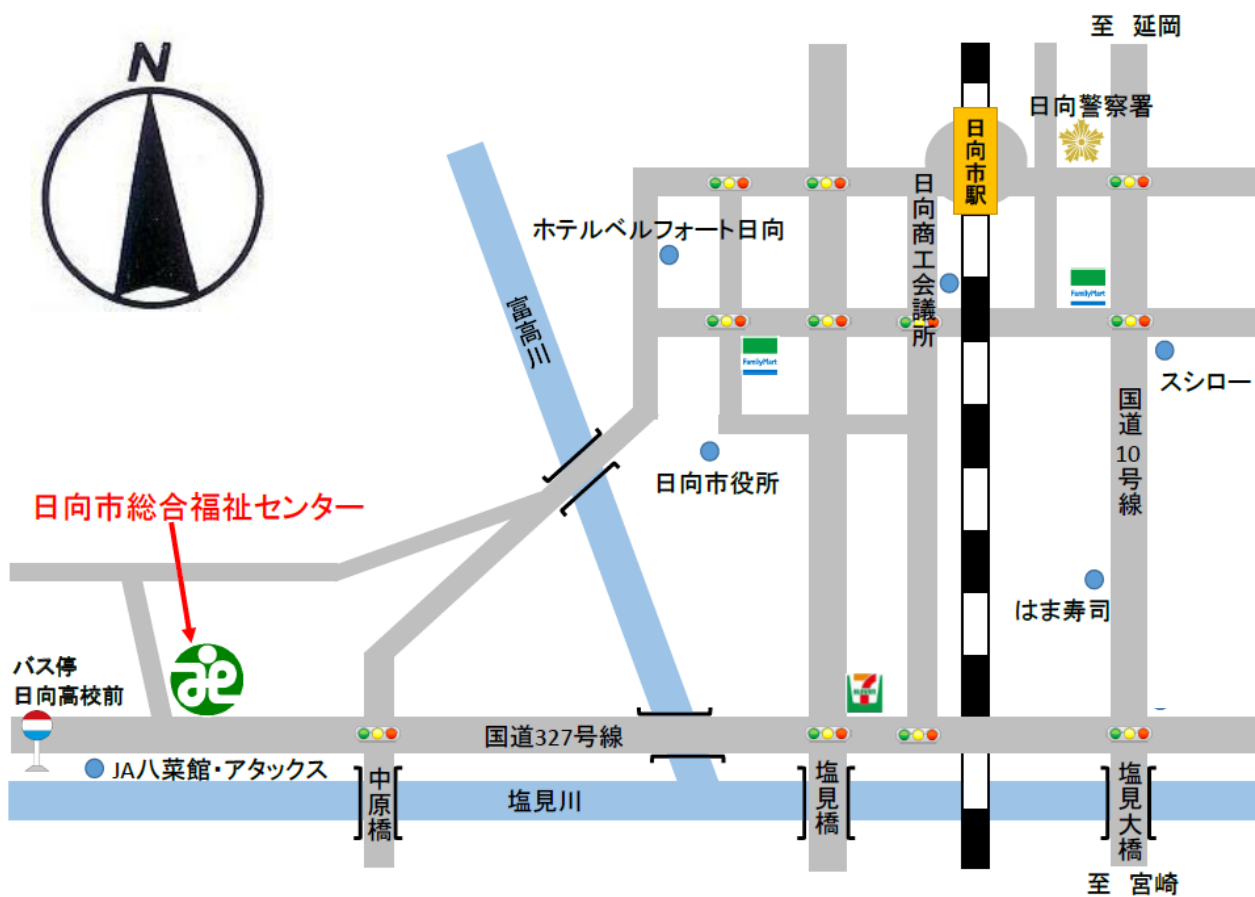 N
至 延岡
日向警察署
日向市駅
ホテルベルフォート日向
日向商工会議所
FamilyMart
富高川
FamilyMart
スシロー
国道10号線
日向市役所
日向市総合福祉センター
はま寿司
バス停
日向高校前
国道327号線
JA八菜館・アタックス
中原橋
塩見川
塩見橋
塩見大橋
至 宮崎